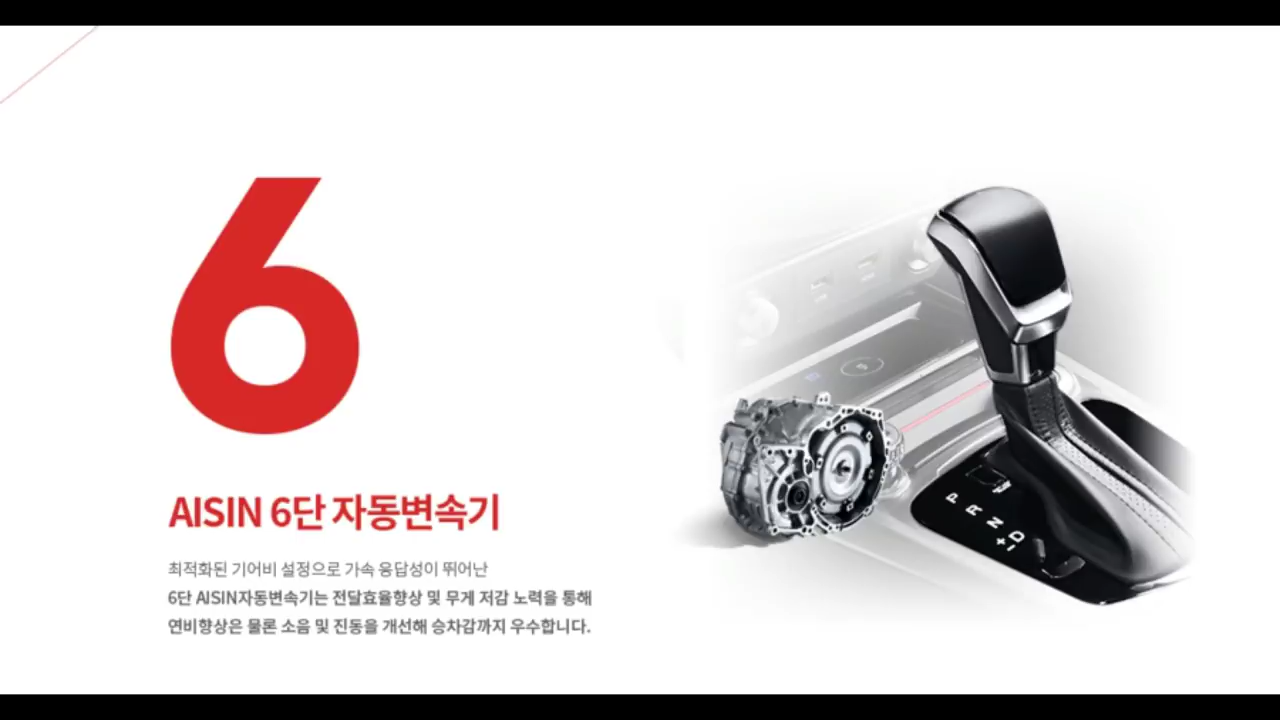 6
AISIN 6단 자동변속기
최적화된 기어비 설정으로 가속 응답성이 뛰어난
6단 AISIN자동변속기는 전달효율향상 및 무게 저감 노력을 통해
연비향상은 물론 소음 및 진동을 개선해 승차감까지 우수합니다.
P
R
N
D
+
−